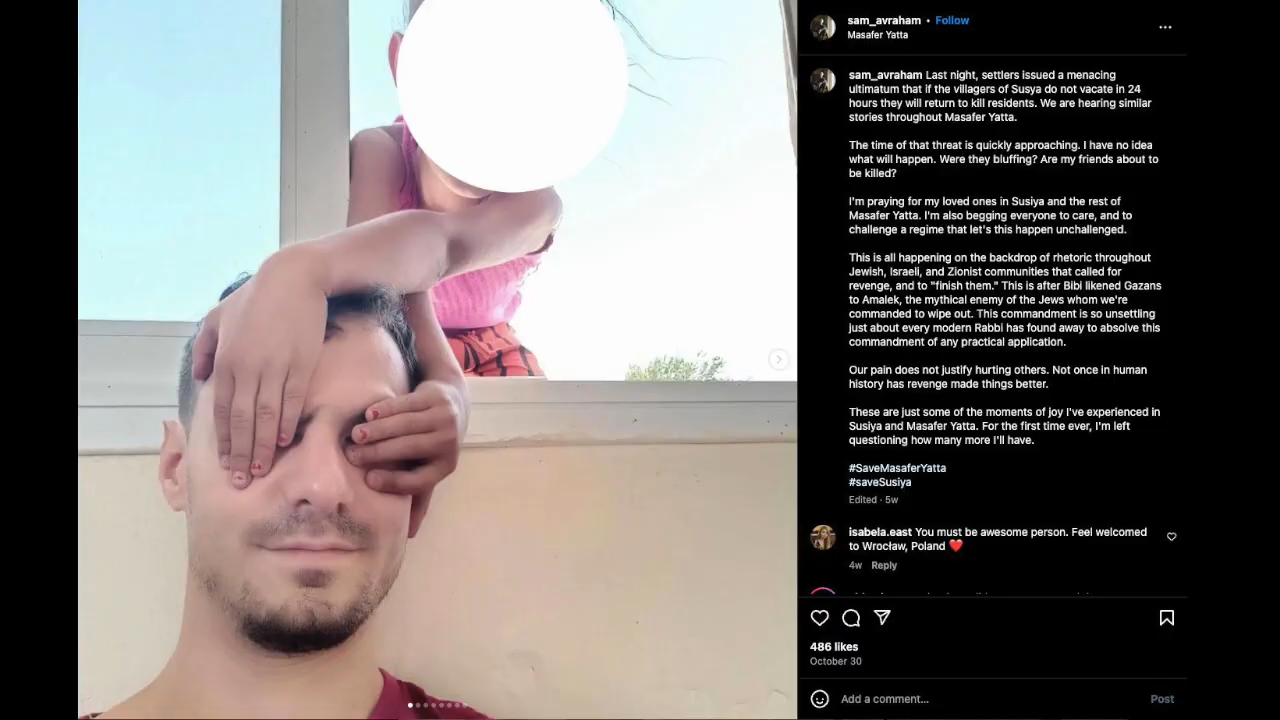 sam_avraham • Follow
Masafer Yatta
sam_avraham Last night, settlers issued a menacing
ultimatum that if the villagers of Susya do not vacate in 24
hours they will return to kill residents. We are hearing similar
stories throughout Masafer Yatta.
The time of that threat is quickly approaching. I have no idea
what will happen. Were they bluffing? Are my friends about to
be killed?
I'm praying for my loved ones in Susiya and the rest of
Masafer Yatta. I'm also begging everyone to care, and to
challenge a regime that let's this happen unchallenged.
This is all happening on the backdrop of rhetoric throughout
Jewish, Israeli, and Zionist communities that called for
revenge, and to "finish them." This is after Bibi likened Gazans
to Amalek, the mythical enemy of the Jews whom we're
commanded to wipe out. This commandment is so unsettling
just about every modern Rabbi has found away to absolve this
commandment of any practical application.
Our pain does not justify hurting others. Not once in human
history has revenge made things better.
These are just some of the moments of joy I've experienced in
Susiya and Masafer Yatta. For the first time ever, I'm left
questioning how many more I'll have.
#SaveMasaferYatta
#saveSusiya
Edited · 5w
isabela.east You must be awesome person. Feel welcomed
to Wrocław, Poland ❤️
4w Reply
486 likes
October 30
Add a comment...
Post